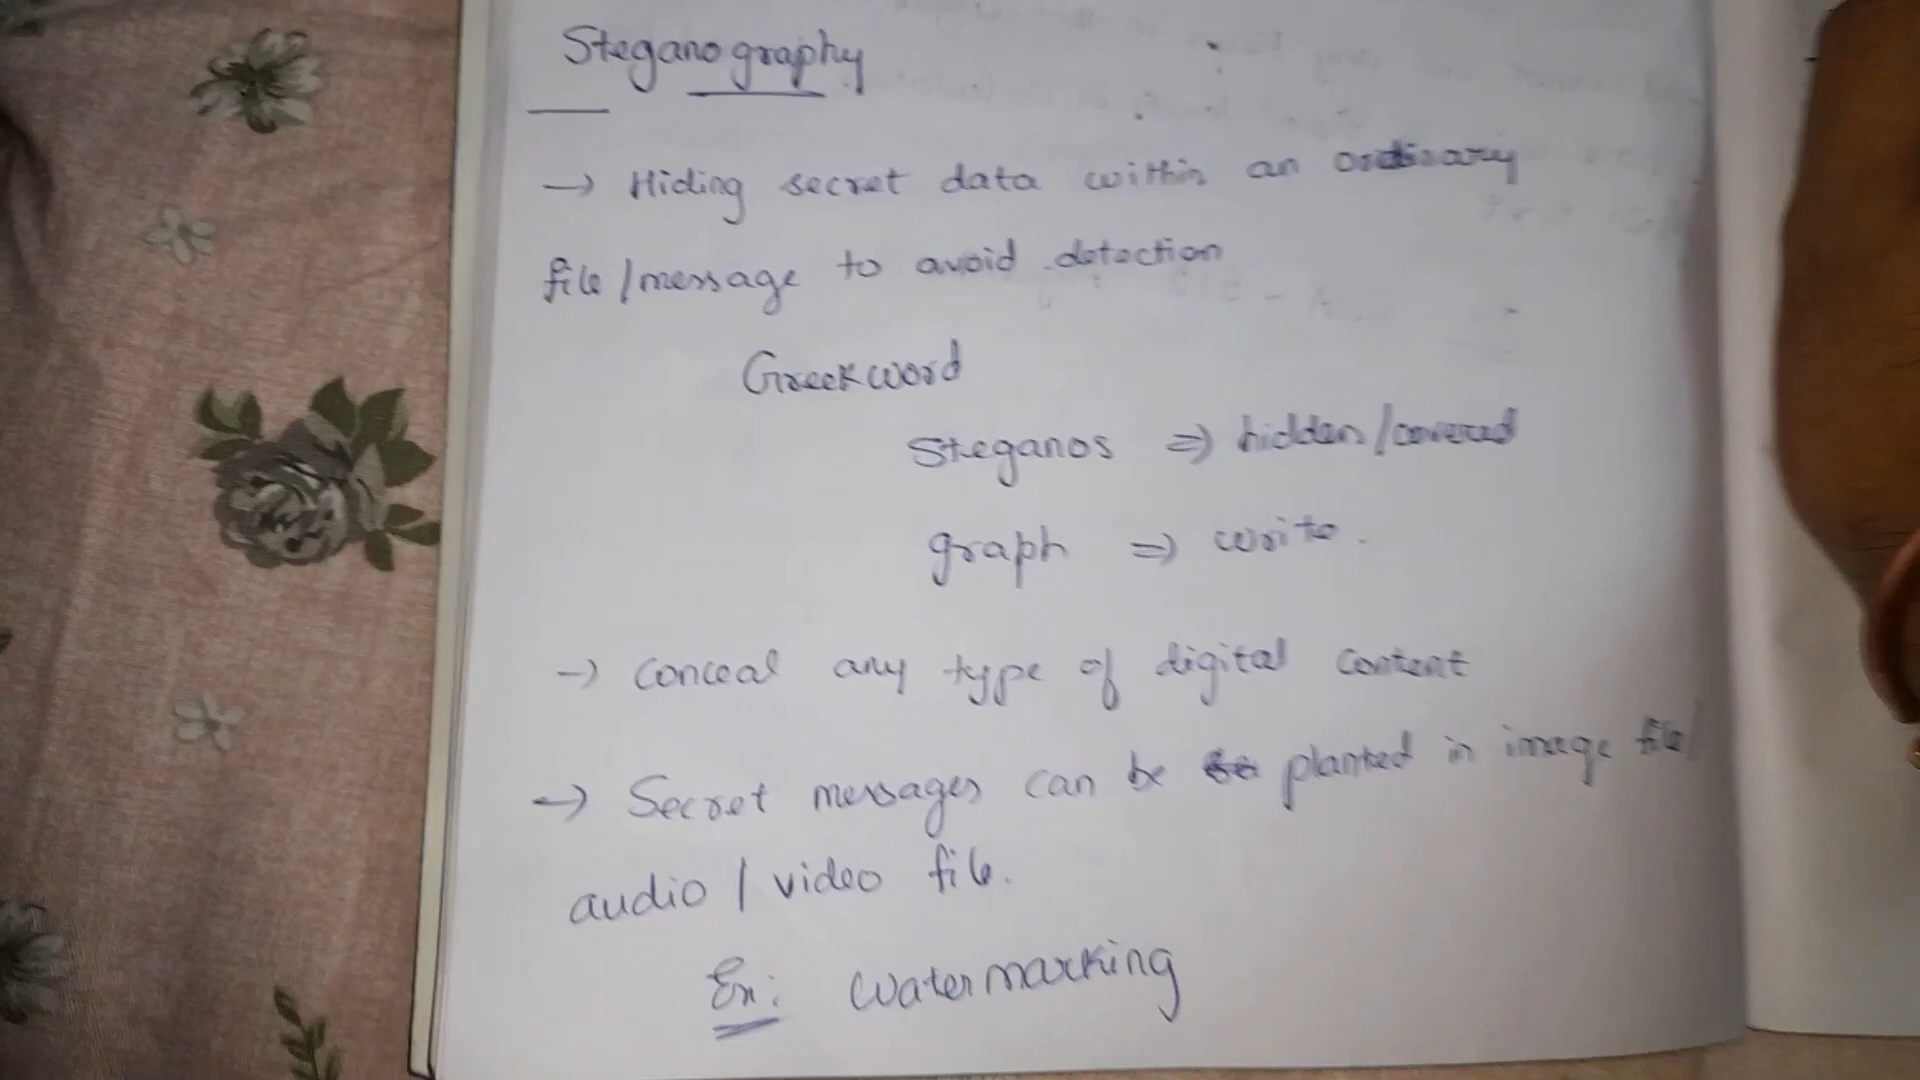 Steganography
→ Hiding secret data within an ordinary
file / message to avoid detection
Greek word
Steganos ⇒ hidden / covered
graph ⇒ write.
→ Conceal any type of digital content
→ Secret messages can be planted in image file /
audio / video file.
Ex: Watermarking